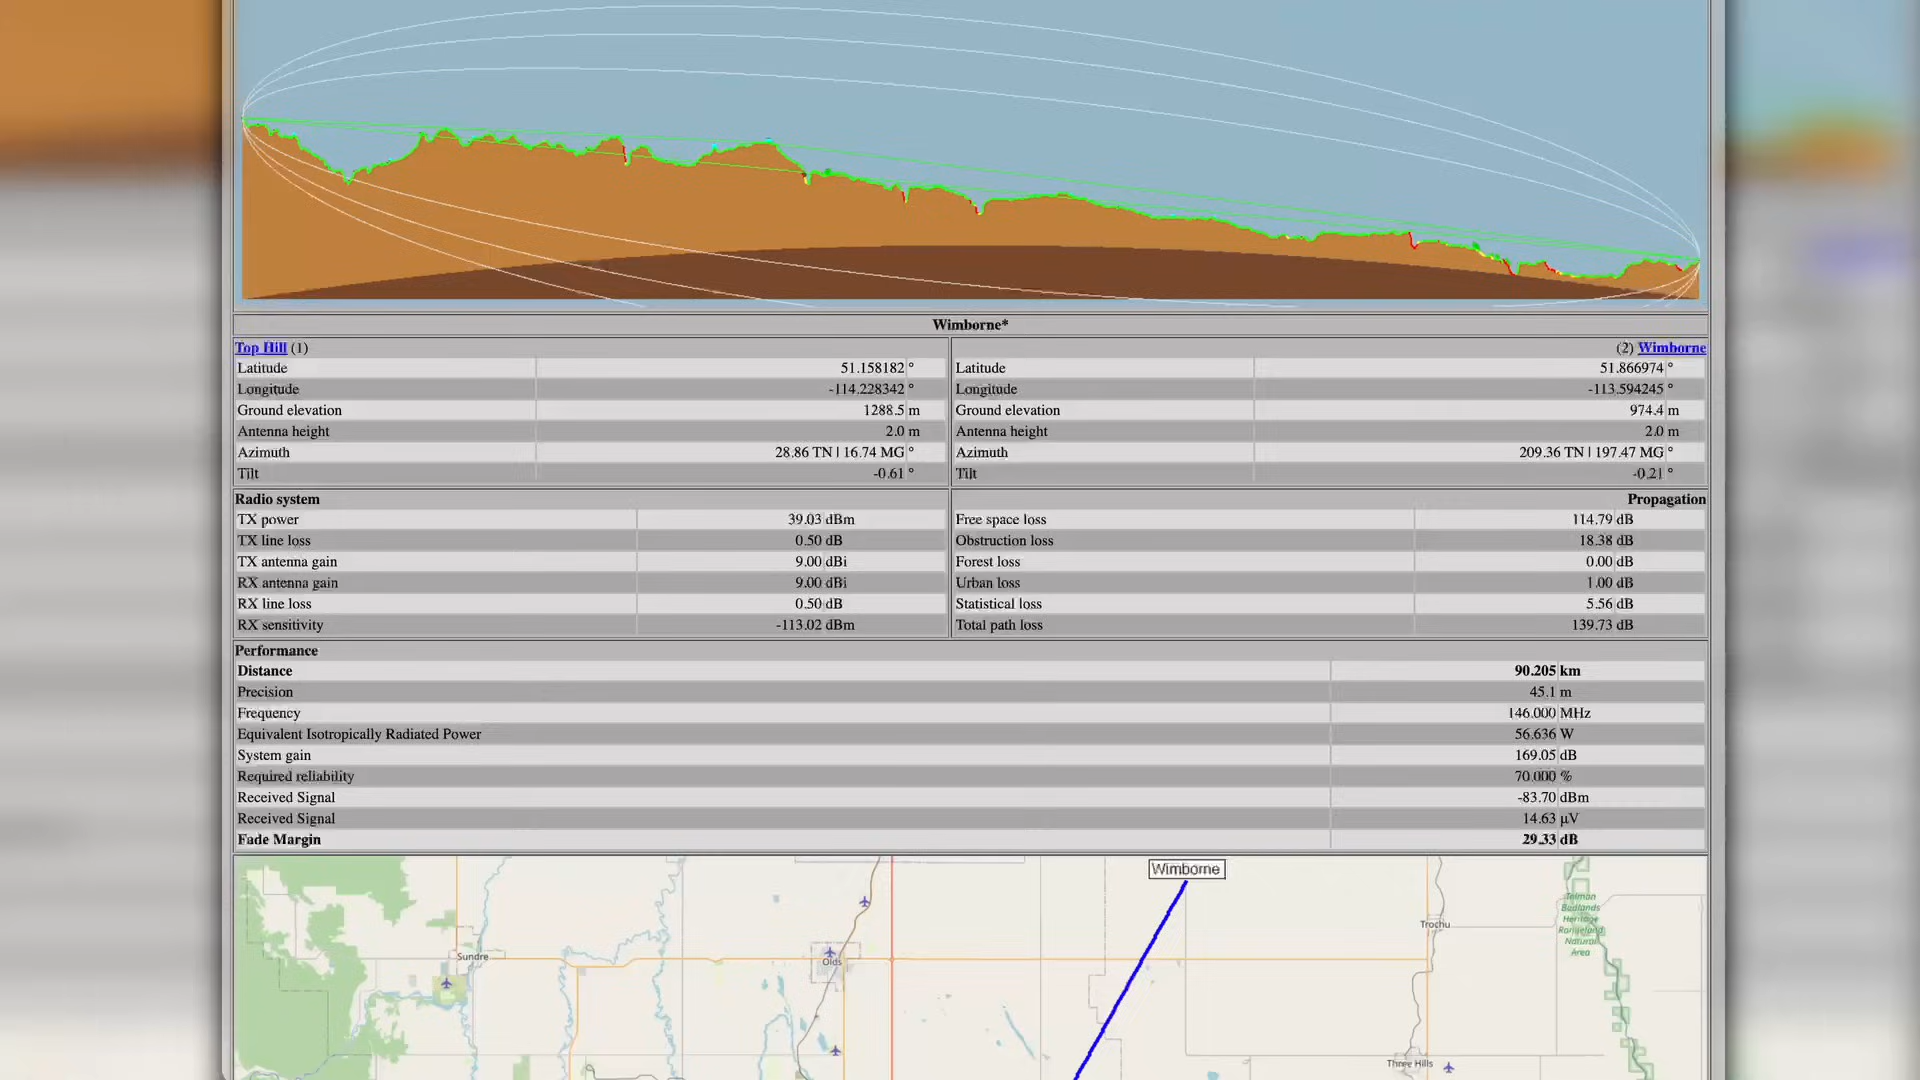 Wimborne*
Top Hill (1)
(2) Wimborne
Latitude 51.158182 °
Latitude 51.866974 °
Longitude -114.228342 °
Longitude -113.594245 °
Ground elevation 1288.5 m
Ground elevation 974.4 m
Antenna height 2.0 m
Antenna height 2.0 m
Azimuth 28.86 TN | 16.74 MG °
Azimuth 209.36 TN | 197.47 MG °
Tilt -0.61 °
Tilt -0.21 °
Radio system
Propagation
TX power 39.03 dBm
Free space loss 114.79 dB
TX line loss 0.50 dB
Obstruction loss 18.38 dB
TX antenna gain 9.00 dBi
Forest loss 0.00 dB
RX antenna gain 9.00 dBi
Urban loss 1.00 dB
RX line loss 0.50 dB
Statistical loss 5.56 dB
RX sensitivity -113.02 dBm
Total path loss 139.73 dB
Performance
Distance 90.205 km
Precision 45.1 m
Frequency 146.000 MHz
Equivalent Isotropically Radiated Power 56.636 W
System gain 169.05 dB
Required reliability 70.000 %
Received Signal -83.70 dBm
Received Signal 14.63 µV
Fade Margin 29.33 dB
Wimborne
Trochu
Tolman
Badlands
Heritage
Rangeland
Natural
Area
Sundre
Olds
Three Hills